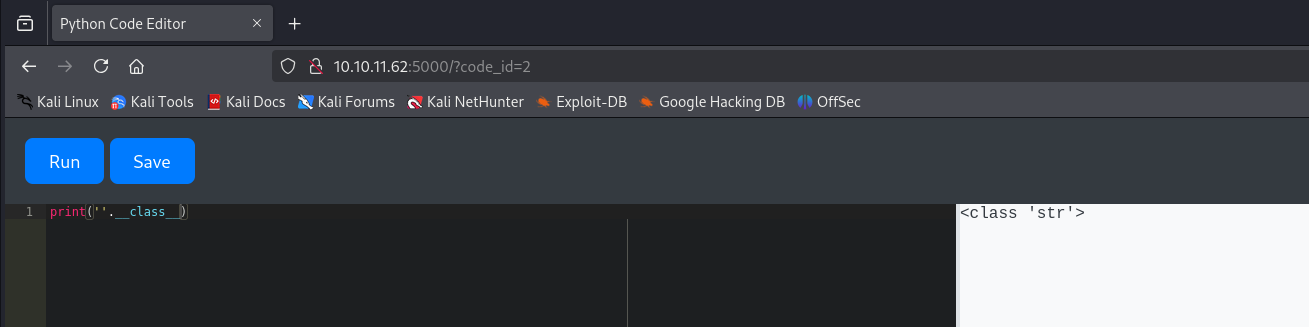 Python Code Editor
10.10.11.62:5000/?code_id=2
Kali Linux Kali Tools Kali Docs Kali Forums Kali NetHunter Exploit-DB Google Hacking DB OffSec
Run Save
1 print(''.__class__) <class 'str'>